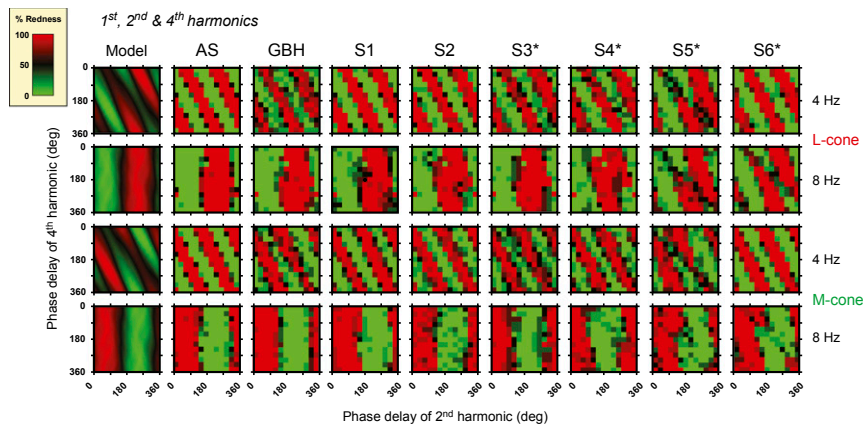 % Redness
100
50
0
1st, 2nd & 4th harmonics
Model AS GBH S1 S2 S3* S4* S5* S6*
Phase delay of 4th harmonic (deg)
0
180
360
4 Hz
L-cone
0
180
360
8 Hz
0
180
360
4 Hz
M-cone
0
180
360
8 Hz
0 180 360 0 180 360 0 180 360 0 180 360 0 180 360 0 180 360 0 180 360 0 180 360 0 180 360
Phase delay of 2nd harmonic (deg)